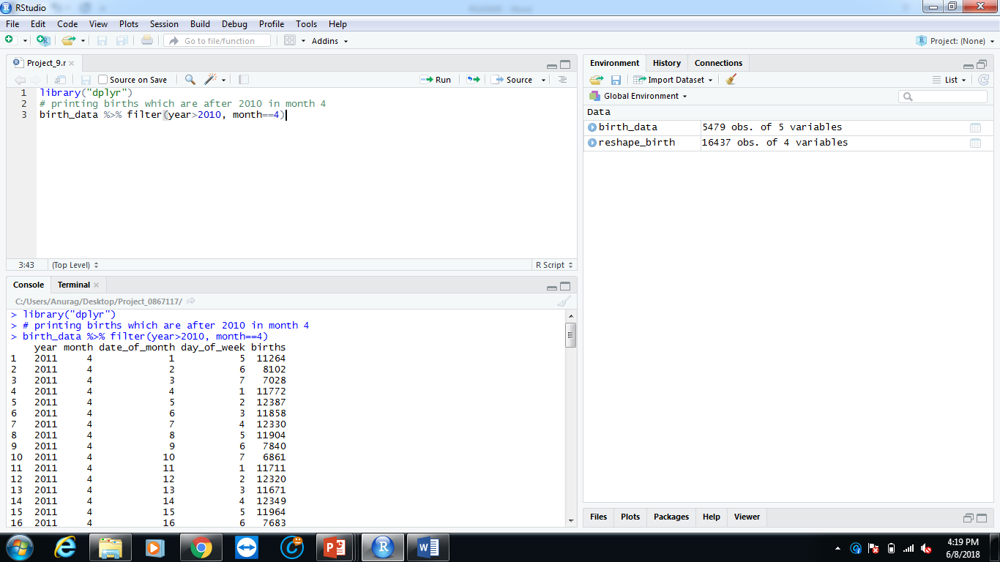 RStudio
File Edit Code View Plots Session Build Debug Profile Tools Help
Go to file/function Addins Project: (None)
Project_9.r
Source on Save Run Source
1 library("dplyr")
2 # printing births which are after 2010 in month 4
3 birth_data %>% filter(year>2010, month==4)
3:43 (Top Level) R Script
Console Terminal
C:/Users/Anurag/Desktop/Project_0867117/
> library("dplyr")
> # printing births which are after 2010 in month 4
> birth_data %>% filter(year>2010, month==4)
year month date_of_month day_of_week births
1 2011 4 1 5 11264
2 2011 4 2 6 8102
3 2011 4 3 7 7028
4 2011 4 4 1 11772
5 2011 4 5 2 12387
6 2011 4 6 3 11858
7 2011 4 7 4 12330
8 2011 4 8 5 11904
9 2011 4 9 6 7840
10 2011 4 10 7 6861
11 2011 4 11 1 11711
12 2011 4 12 2 12320
13 2011 4 13 3 11671
14 2011 4 14 4 12349
15 2011 4 15 5 11964
16 2011 4 16 6 7683
Environment History Connections
Import Dataset List
Global Environment
Data
birth_data 5479 obs. of 5 variables
reshape_birth 16437 obs. of 4 variables
Files Plots Packages Help Viewer
4:19 PM
6/8/2018